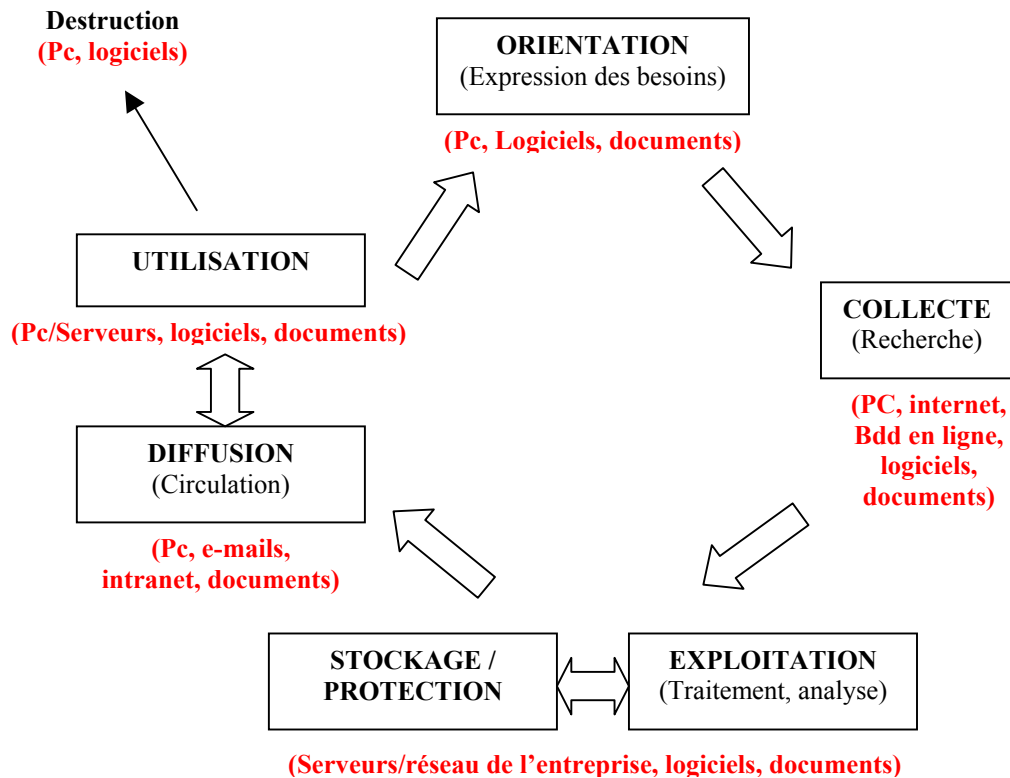 Destruction
(Pc, logiciels)
ORIENTATION
(Expression des besoins)
(Pc, Logiciels, documents)
UTILISATION
(Pc/Serveurs, logiciels, documents)
COLLECTE
(Recherche)
(PC, internet,
Bdd en ligne,
logiciels,
documents)
DIFFUSION
(Circulation)
(Pc, e-mails,
intranet, documents)
STOCKAGE /
PROTECTION
EXPLOITATION
(Traitement, analyse)
(Serveurs/réseau de l’entreprise, logiciels, documents)